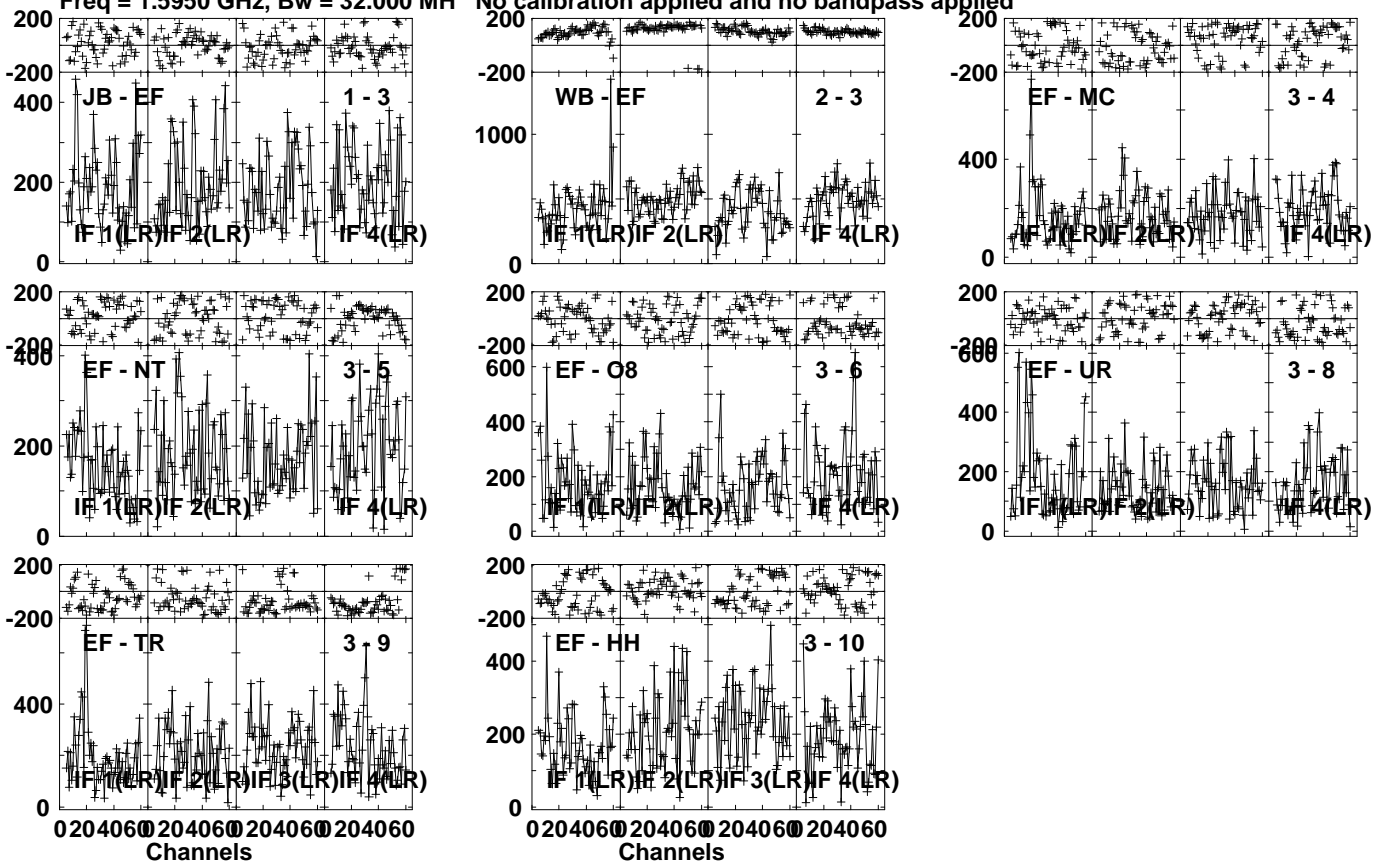 Freq = 1.5950 GHz, Bw = 32.000 MH No calibration applied and no bandpass applied
200
-200
JB - EF 1 - 3
400
200
0
IF 1(LR) IF 2(LR) IF 4(LR)
200
-200
WB - EF 2 - 3
1000
0
IF 1(LR) IF 2(LR) IF 4(LR)
200
-200
EF - MC 3 - 4
400
0
IF 1(LR) IF 2(LR) IF 4(LR)
200
-200
400
EF - NT 3 - 5
200
0
IF 1(LR) IF 2(LR) IF 4(LR)
200
-200
EF - O8 3 - 6
600
400
200
0
IF 1(LR) IF 2(LR) IF 4(LR)
200
-200
600
EF - UR 3 - 8
400
200
0
IF 1(LR) IF 2(LR) IF 4(LR)
200
-200
EF - TR 3 - 9
400
0
IF 1(LR) IF 2(LR) IF 3(LR) IF 4(LR)
0 20 40 60 0 20 40 60 0 20 40 60 0 20 40 60
Channels
200
-200
EF - HH 3 - 10
400
200
0
IF 1(LR) IF 2(LR) IF 3(LR) IF 4(LR)
0 20 40 60 0 20 40 60 0 20 40 60 0 20 40 60
Channels